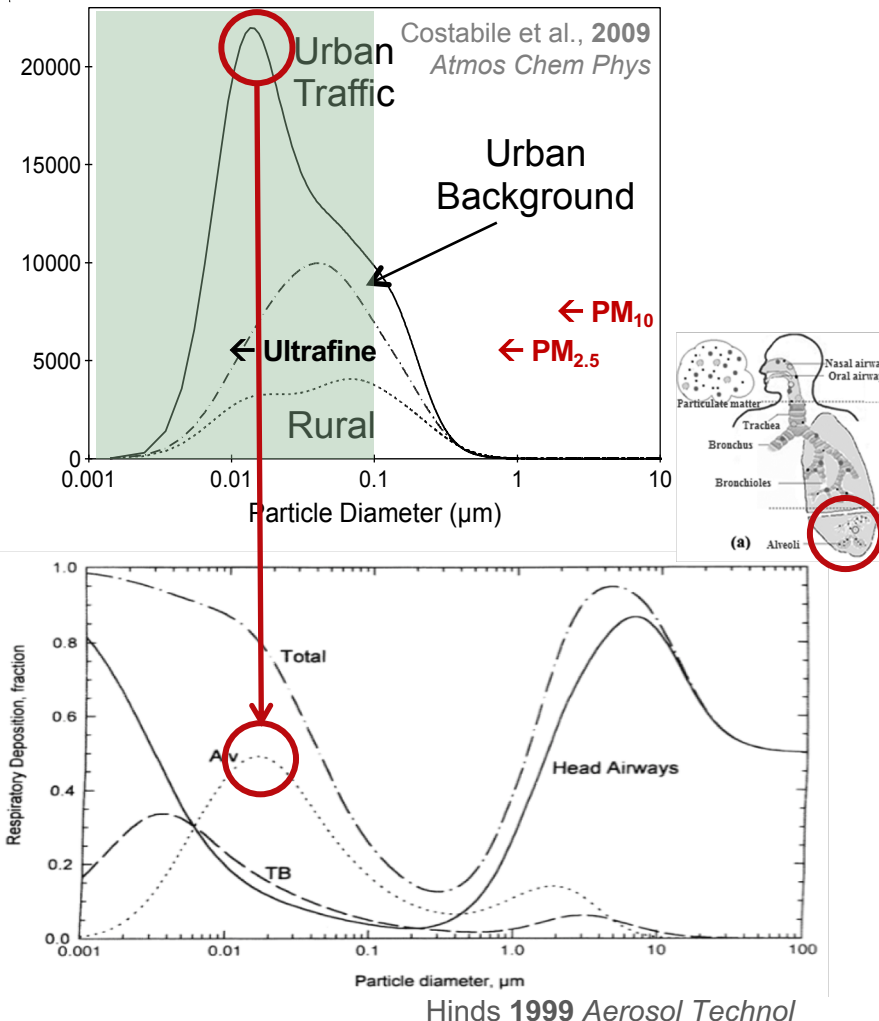 Costabile et al., 2009
Atmos Chem Phys
20000
15000
10000
5000
0
Urban
Traffic
Urban
Background
← PM10
← Ultrafine
← PM2.5
Rural
0.001
0.01
0.1
1
10
Particle Diameter (µm)
Nasal airwa
Oral airway
Particulate matter
Trachea
Bronchus
Bronchioles
(a)
Alveoli
1.0
0.8
0.6
0.4
0.2
0.0
Respiratory Deposition, fraction
Total
Alv
Head Airways
TB
0.001
0.01
0.1
1.0
10
100
Particle diameter, µm
Hinds 1999 Aerosol Technol